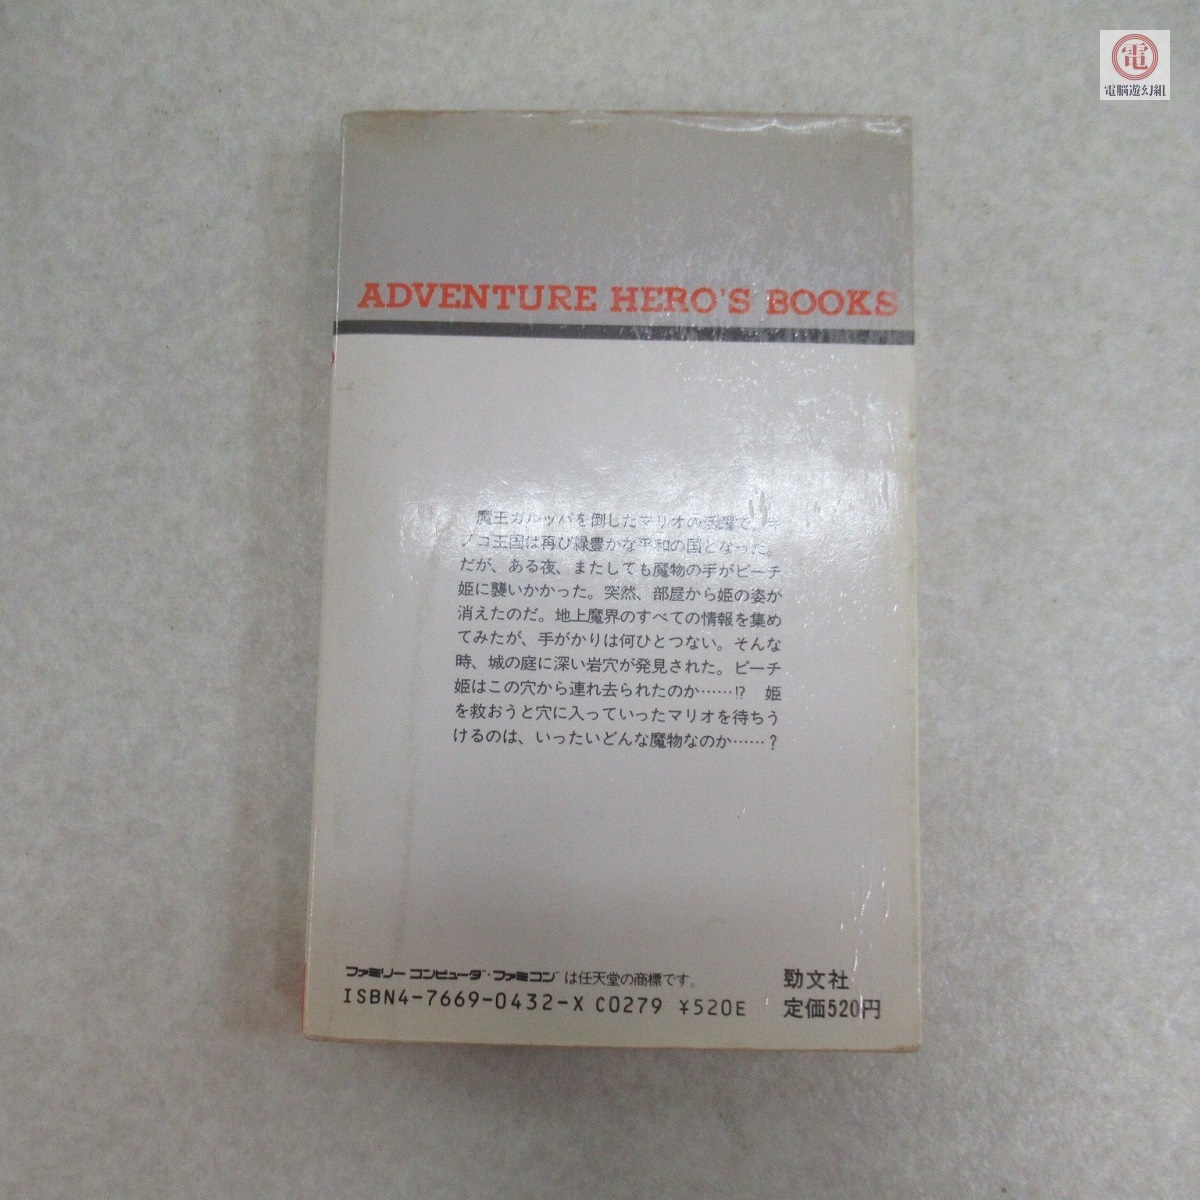 電
電脳遊幻組
ADVENTURE HERO'S BOOKS
魔王ガルッパを倒したマリオの活躍で、キ
ノコ王国は再び緑豊かな平和の国となった。
だが、ある夜、またしても魔物の手がピーチ
姫に襲いかかった。突然、部屋から姫の姿が
消えたのだ。地上魔界のすべての情報を集め
てみたが、手がかりは何ひとつない。そんな
時、城の庭に深い岩穴が発見された。ピーチ
姫はこの穴から連れ去られたのか……!? 姫
を救おうと穴に入っていったマリオを待ちう
けるのは、いったいどんな魔物なのか……?
ファミリーコンピュータ™・ファミコン™は任天堂の商標です。
ISBN4-7669-0432-X C0279 ¥520E
勁文社
定価520円